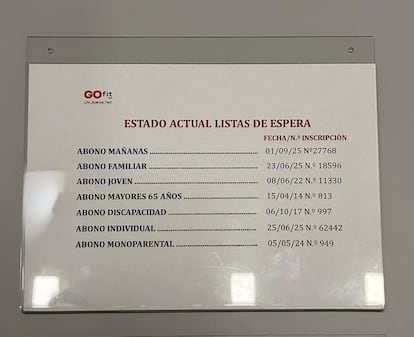 GOfit
Life, Science, Tech
ESTADO ACTUAL LISTAS DE ESPERA
FECHA/N.º INSCRIPCIÓN
ABONO MAÑANAS ........................................ 01/09/25 Nº27768
ABONO FAMILIAR ........................................ 23/06/25 N.º 18596
ABONO JOVEN ........................................ 08/06/22 N.º 11330
ABONO MAYORES 65 AÑOS ........................... 15/04/14 N.º 813
ABONO DISCAPACIDAD ........................... 06/10/17 N.º 997
ABONO INDIVIDUAL ........................... 25/06/25 N.º 62442
ABONO MONOPARENTAL ........................... 05/05/24 N.º 949